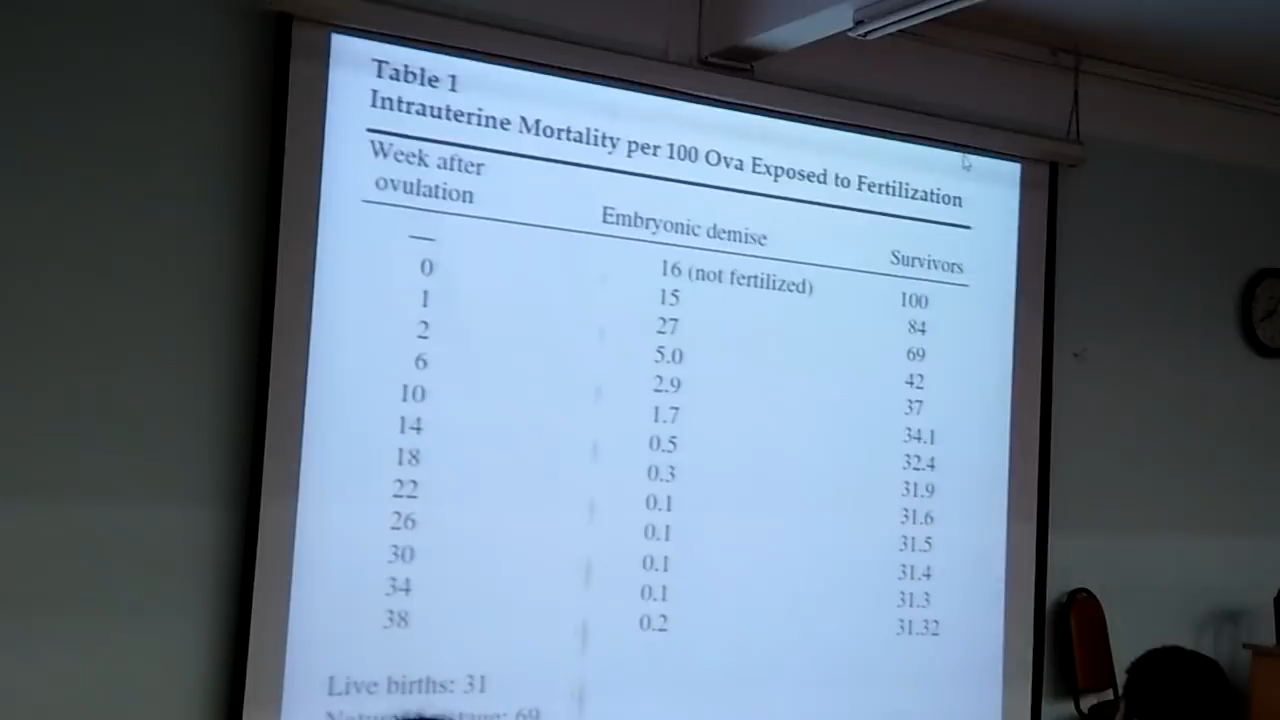 Table 1
Intrauterine Mortality per 100 Ova Exposed to Fertilization
Week after
ovulation
Embryonic demise
Survivors
— 16 (not fertilized) 100
0 15 84
1 27 69
2 5.0 42
6 2.9 37
10 1.7 34.1
14 0.5 32.4
18 0.3 31.9
22 0.1 31.6
26 0.1 31.5
30 0.1 31.4
34 0.1 31.3
38 0.2 31.32
Live births: 31
69